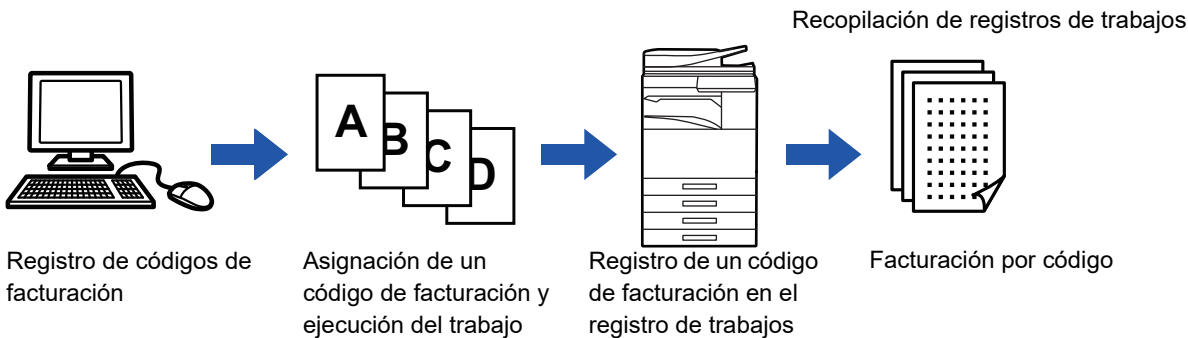 Recopilación de registros de trabajos
A
B
C
D
Registro de códigos de
facturación
Asignación de un
código de facturación y
ejecución del trabajo
Registro de un código
de facturación en el
registro de trabajos
Facturación por código